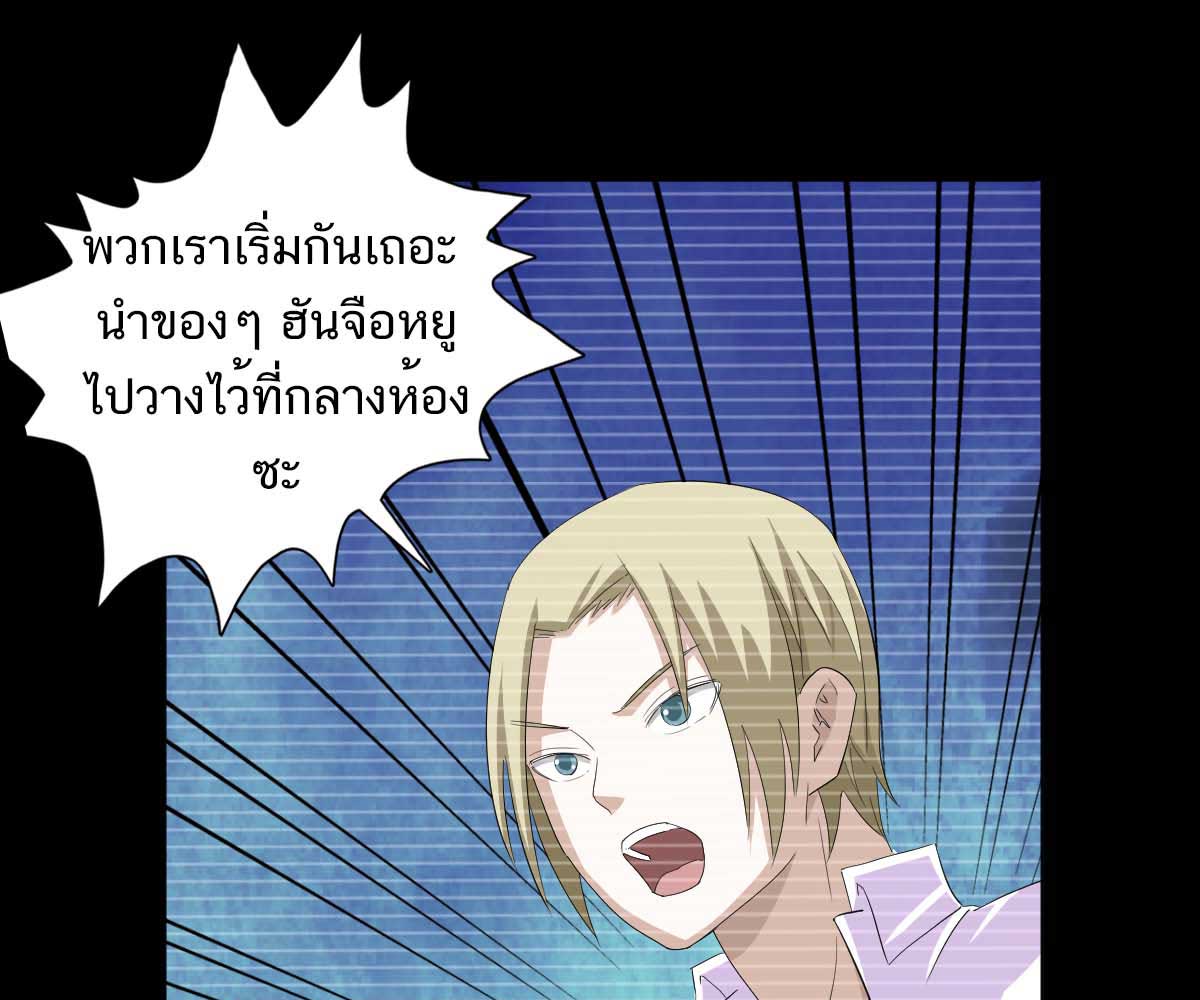 พวกเราเริ่มกันเถอะ
นำของๆ ฮันจือหยู
ไปวางไว้ที่กลางห้อง
ซะ